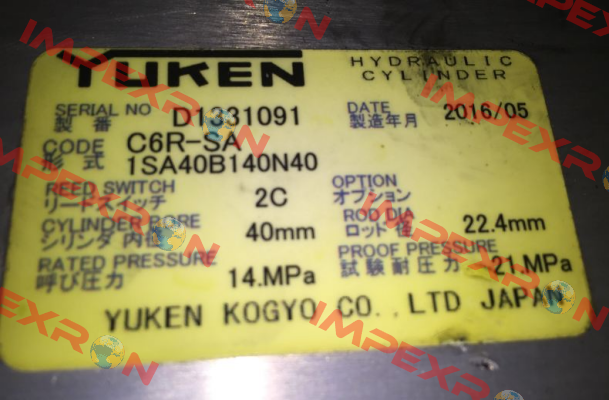 YUKEN
HYDRAULIC
CYLINDER
SERIAL NO
製番
D1331091
DATE
製造年月
2016/05
CODE
形式
C6R-SA
1SA40B140N40
REED SWITCH
リードスイッチ
2C
OPTION
オプション
CYLINDER BORE
シリンダ内径
40mm
ROD DIA
ロッド径
22.4mm
RATED PRESSURE
呼び圧力
14.MPa
PROOF PRESSURE
試験耐圧力
21.MPa
YUKEN KOGYO CO.,LTD JAPAN
IMPEXRON
IMPEXRON
IMPEXRON
IMPEXRON
IMPEXRON